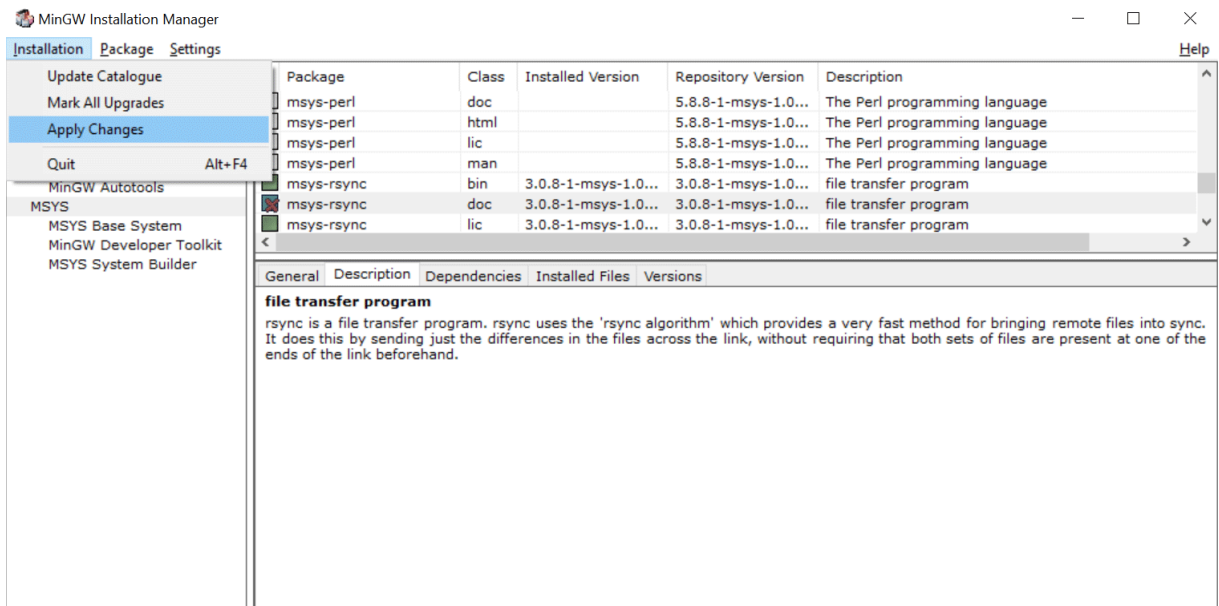 MinGW Installation Manager
Installation Package Settings Help
Update Catalogue
Mark All Upgrades
Apply Changes
Quit Alt+F4
MinGW Autotools
MSYS
MSYS Base System
MinGW Developer Toolkit
MSYS System Builder
Package Class Installed Version Repository Version Description
msys-perl doc 5.8.8-1-msys-1.0... The Perl programming language
msys-perl html 5.8.8-1-msys-1.0... The Perl programming language
msys-perl lic 5.8.8-1-msys-1.0... The Perl programming language
msys-perl man 5.8.8-1-msys-1.0... The Perl programming language
msys-rsync bin 3.0.8-1-msys-1.0... 3.0.8-1-msys-1.0... file transfer program
msys-rsync doc 3.0.8-1-msys-1.0... 3.0.8-1-msys-1.0... file transfer program
msys-rsync lic 3.0.8-1-msys-1.0... 3.0.8-1-msys-1.0... file transfer program
General Description Dependencies Installed Files Versions
file transfer program
rsync is a file transfer program. rsync uses the 'rsync algorithm' which provides a very fast method for bringing remote files into sync.
It does this by sending just the differences in the files across the link, without requiring that both sets of files are present at one of the
ends of the link beforehand.